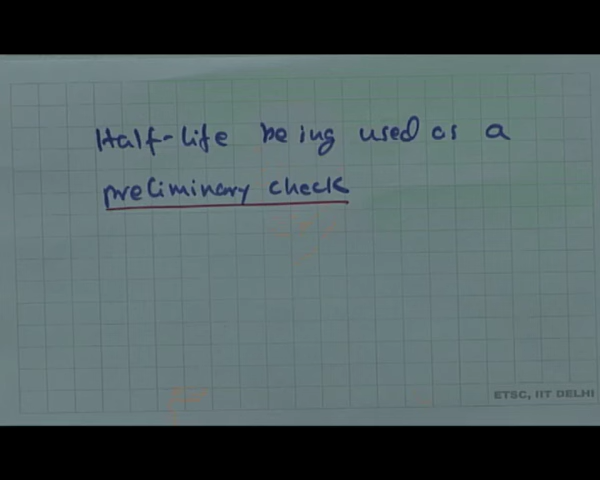 Half-life being used as a
preliminary check
ETSC, IIT DELHI